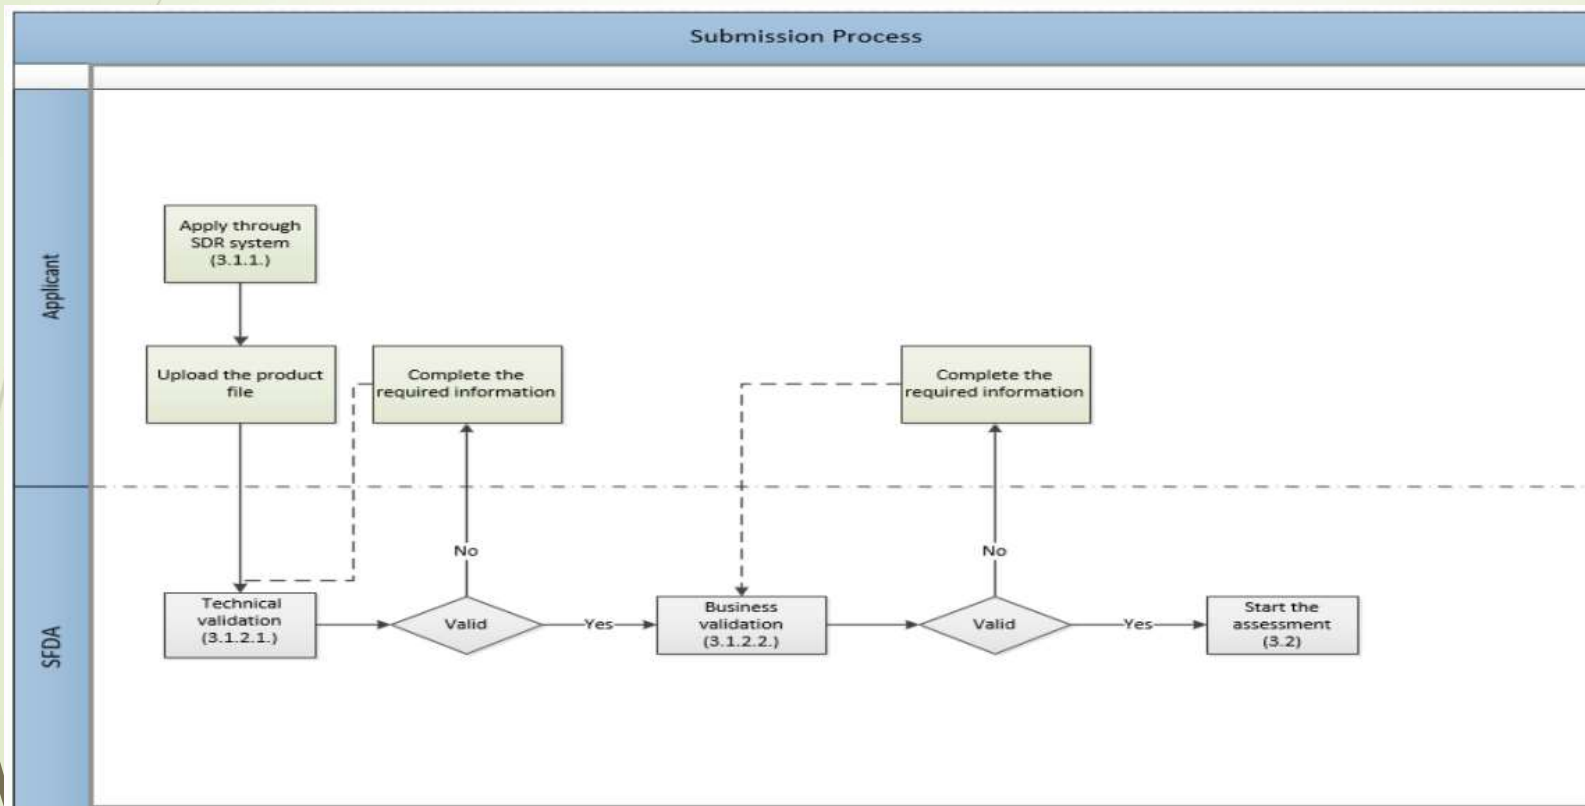 Submission Process
Applicant
Apply through
SDR system
(3.1.1.)
Upload the product
file
Complete the
required information
Complete the
required information
No
No
SFDA
Technical
validation
(3.1.2.1.)
Valid
Yes
Business
validation
(3.1.2.2.)
Valid
Yes
Start the
assessment
(3.2)